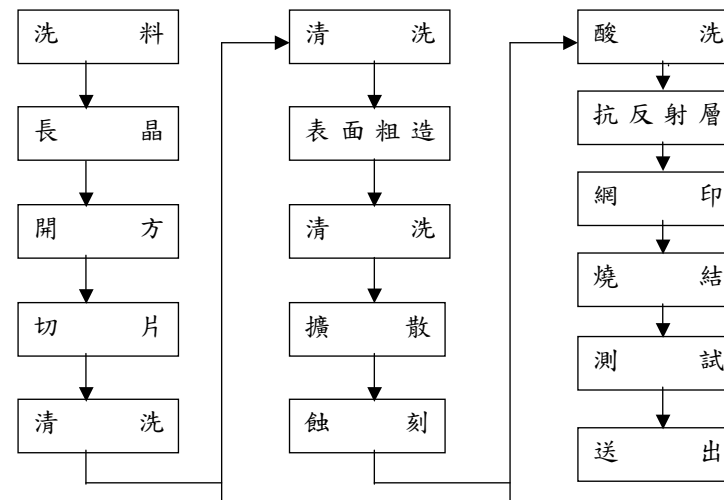 洗料
長晶
開方
切片
清洗
清洗
表面粗造
清洗
擴散
蝕刻
酸洗
抗反射層
網印
燒結
測試
送出